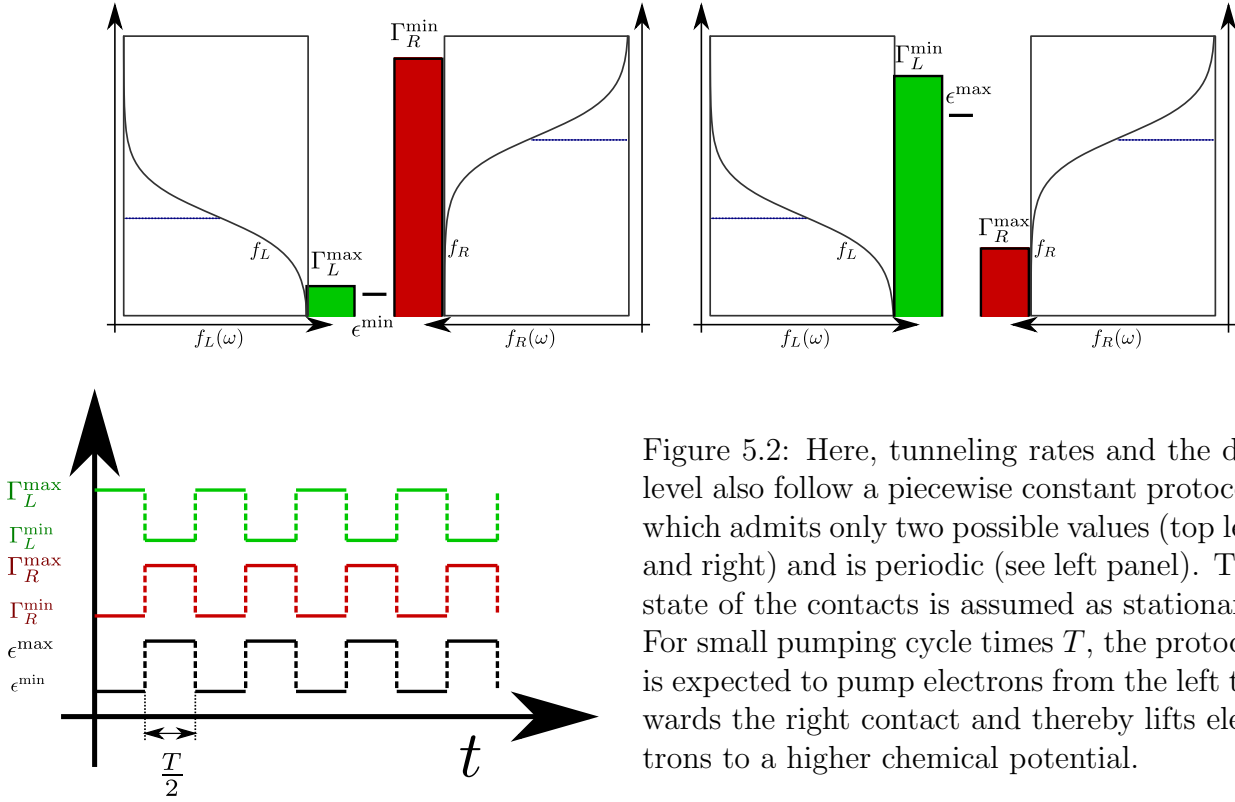 Γ_R^min
Γ_L^min
ϵ^max
f_L
Γ_L^max
f_R
f_L
Γ_R^max
f_R
ϵ^min
f_L(ω)
f_R(ω)
f_L(ω)
f_R(ω)
Γ_L^max
Γ_L^min
Γ_R^max
Γ_R^min
ϵ^max
ϵ^min
T/2
t
Figure 5.2: Here, tunneling rates and the d
level also follow a piecewise constant protoc
which admits only two possible values (top le
and right) and is periodic (see left panel). T
state of the contacts is assumed as stationar
For small pumping cycle times T, the protoc
is expected to pump electrons from the left t
wards the right contact and thereby lifts ele
trons to a higher chemical potential.